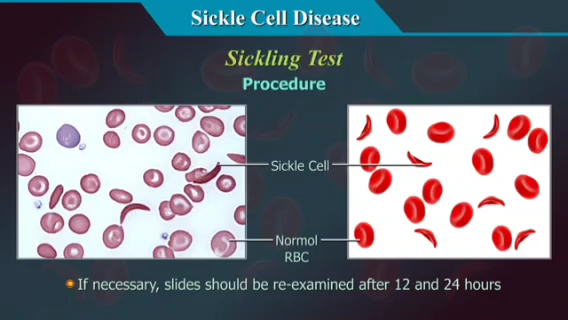 Sickle Cell Disease
Sickling Test
Procedure
Sickle Cell
Normol
RBC
If necessary, slides should be re-examined after 12 and 24 hours